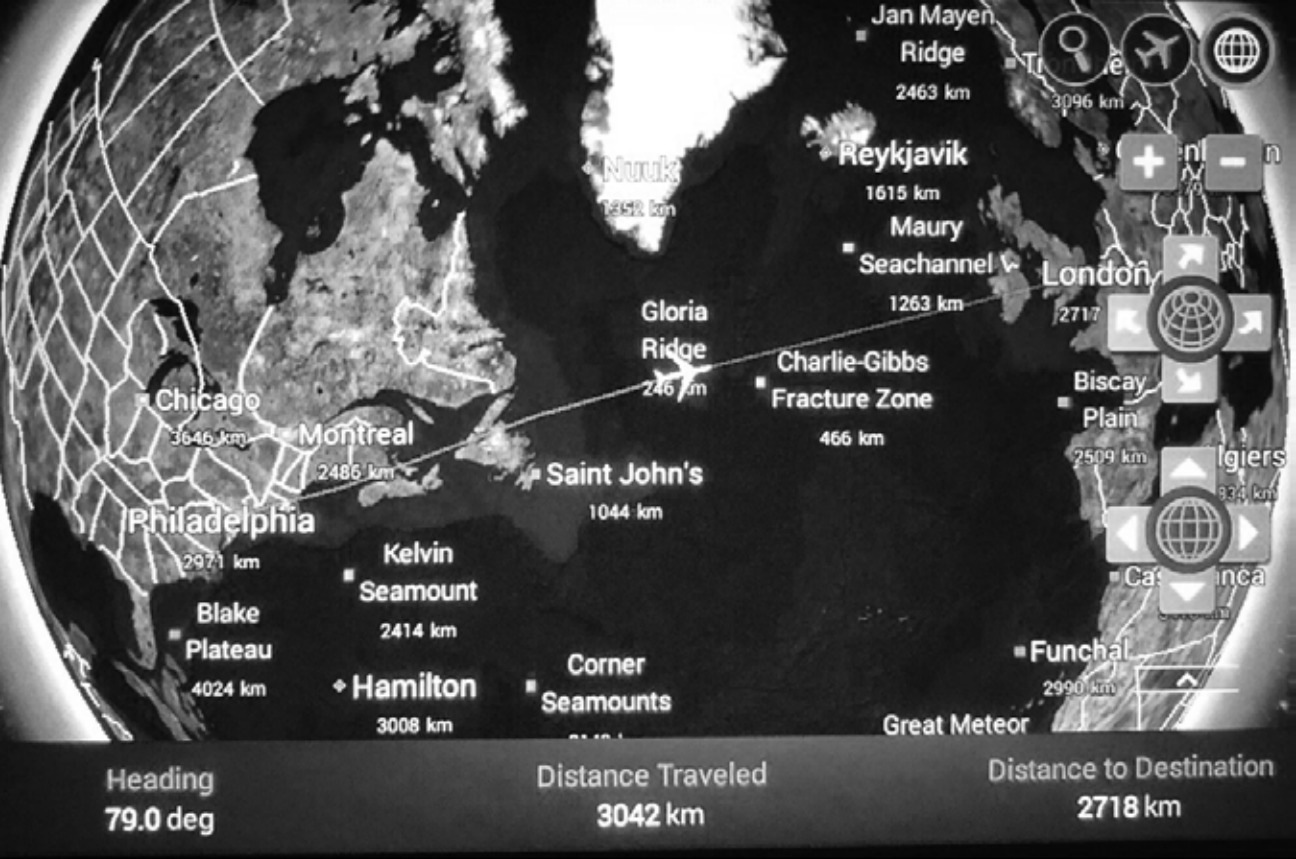 Jan Mayen
Ridge
2463 km
3096 km
Nuuk
1352 km
Reykjavik
1615 km
Maury
Seachannel
1263 km
London
2717
Gloria
Ridge
246 km
Charlie-Gibbs
Fracture Zone
466 km
Biscay
Plain
2509 km
Chicago
3646 km
Montreal
2486 km
Saint John's
1044 km
Philadelphia
2971 km
Kelvin
Seamount
2414 km
Blake
Plateau
4024 km
Hamilton
3008 km
Corner
Seamounts
Funchal
2990 km
Great Meteor
Heading
79.0 deg
Distance Traveled
3042 km
Distance to Destination
2718 km